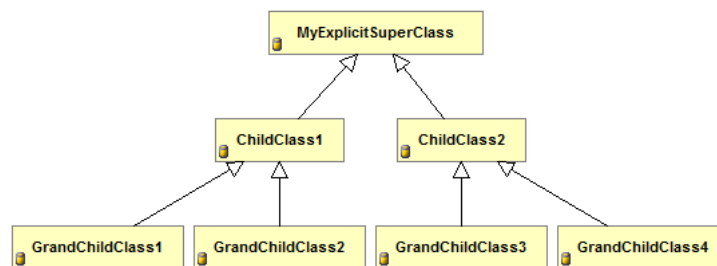 MyExplicitSuperClass
ChildClass1
ChildClass2
GrandChildClass1
GrandChildClass2
GrandChildClass3
GrandChildClass4